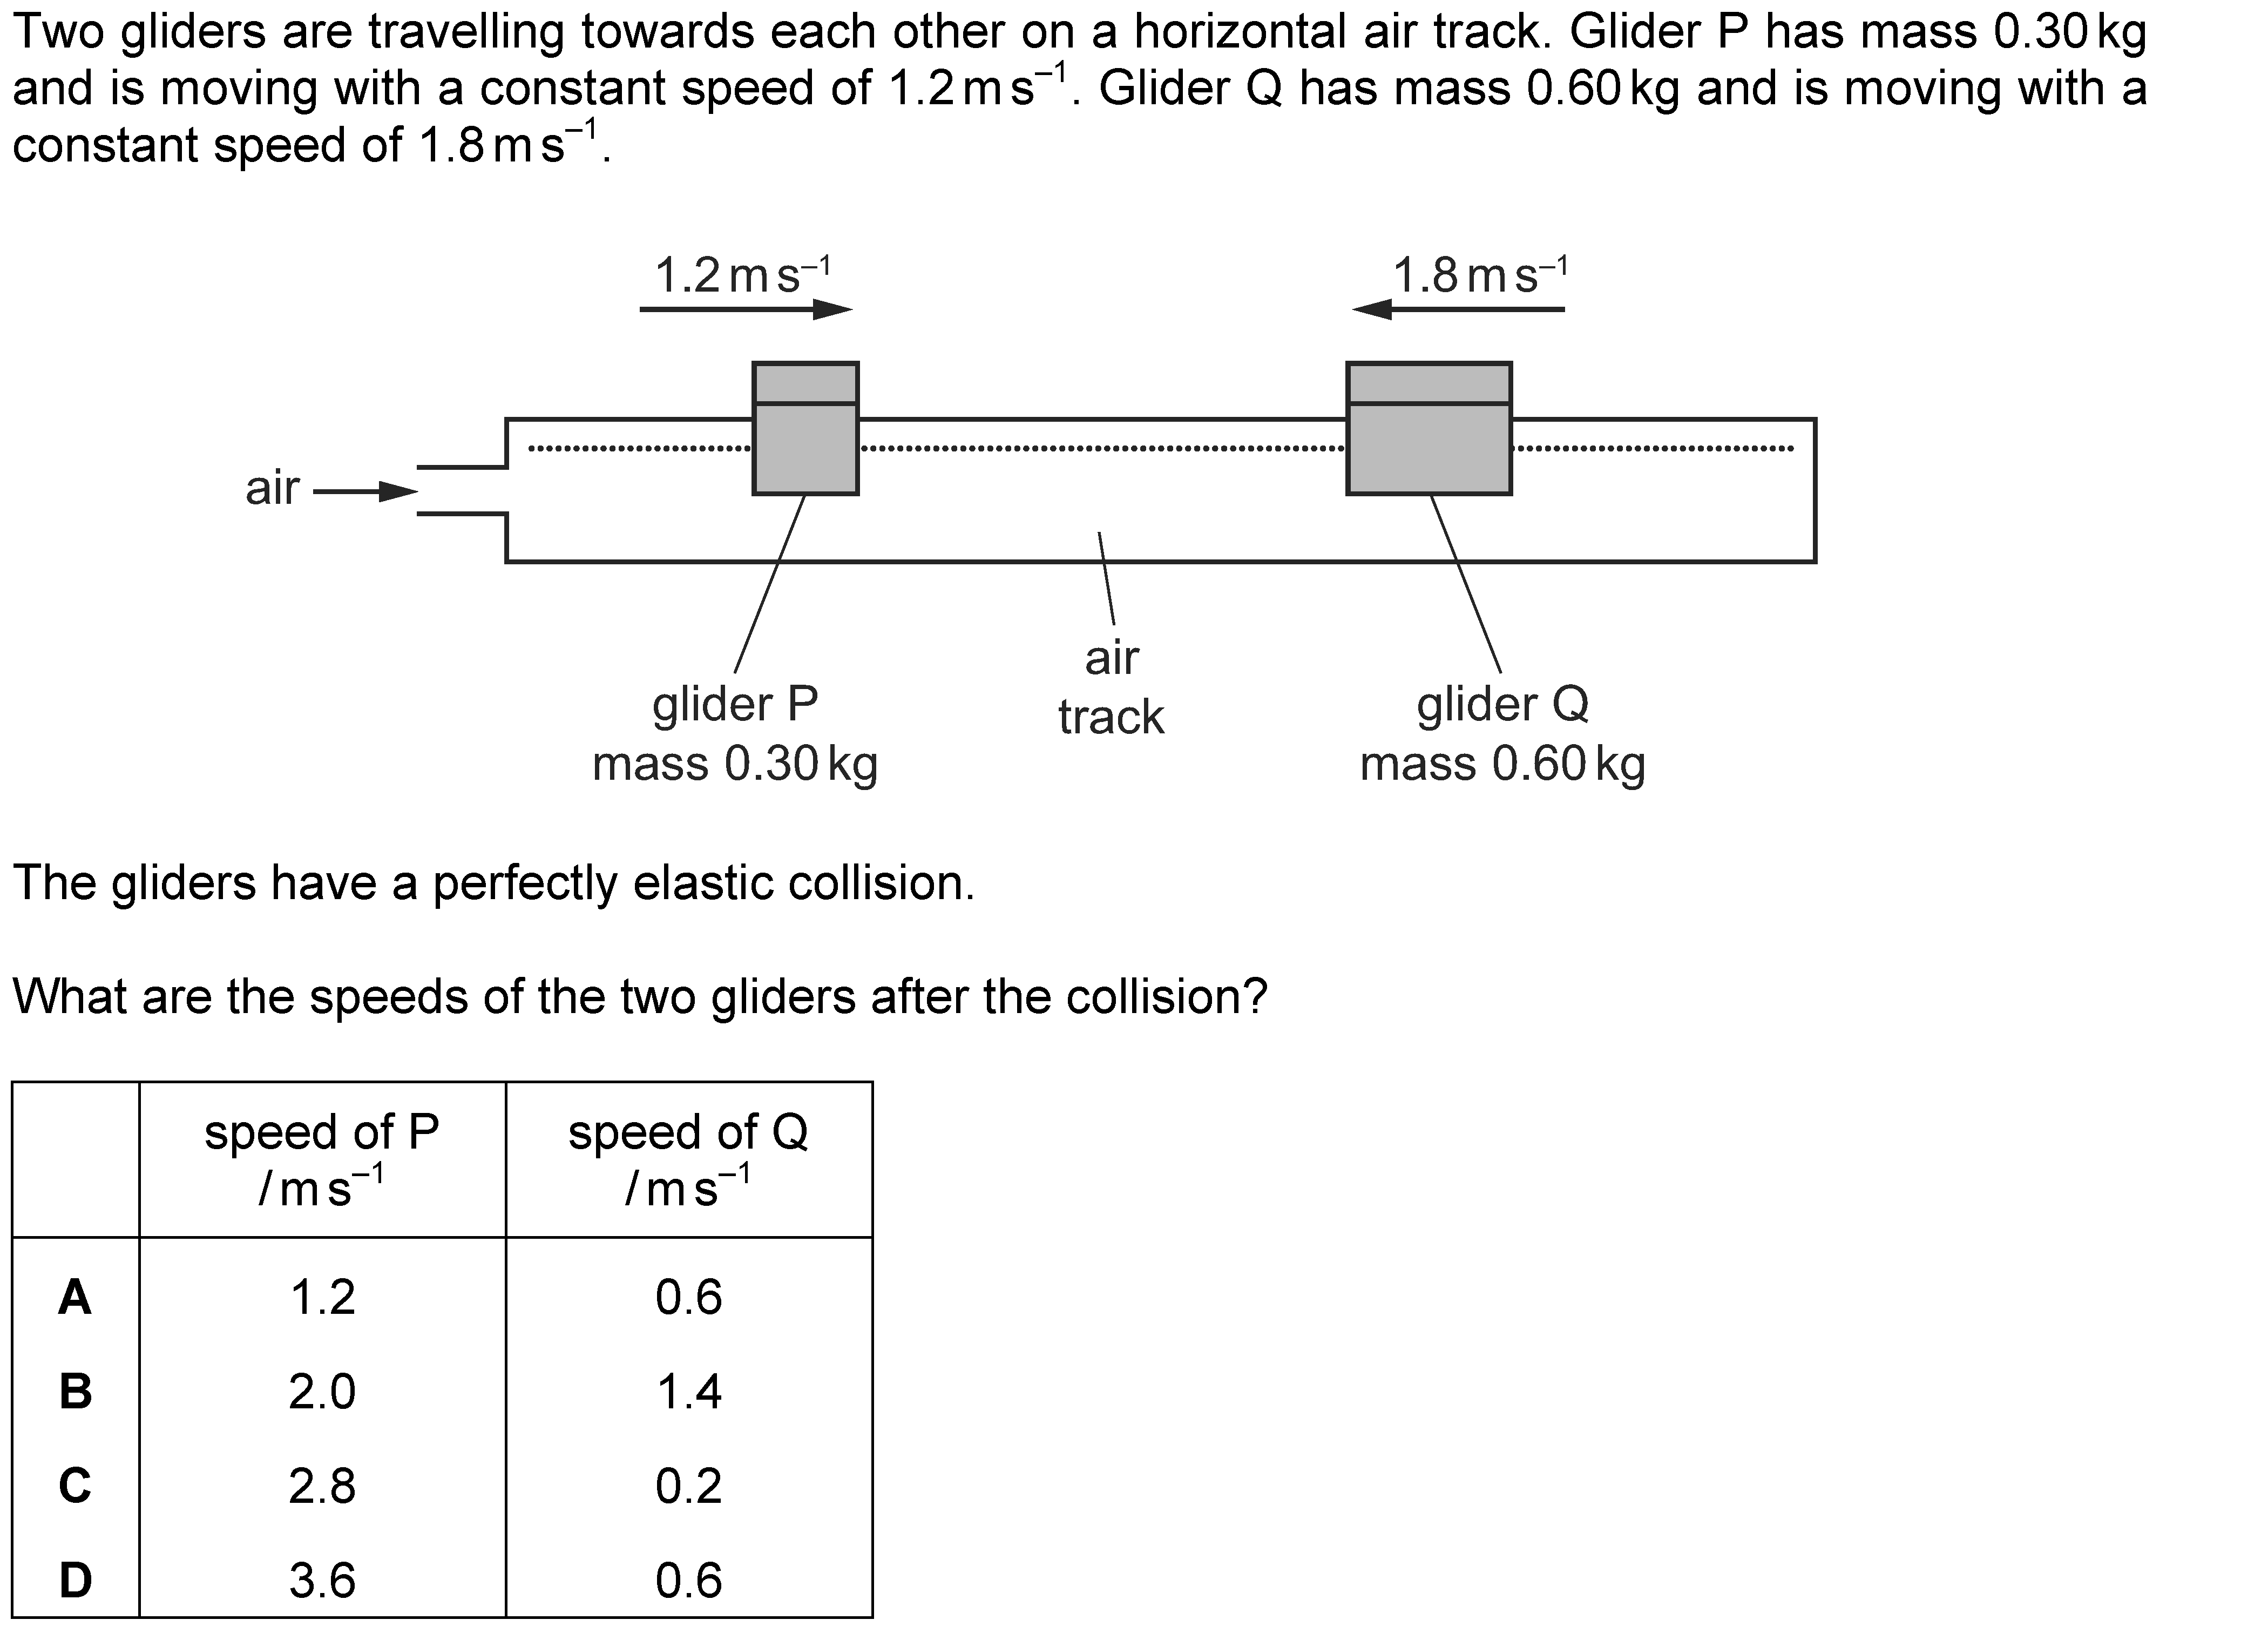 Two gliders are travelling towards each other on a horizontal air track. Glider P has mass 0.30 kg
and is moving with a constant speed of 1.2 m s⁻¹. Glider Q has mass 0.60 kg and is moving with a
constant speed of 1.8 m s⁻¹.
1.2 m s⁻¹ 1.8 m s⁻¹
air
air
track
glider P
mass 0.30 kg
glider Q
mass 0.60 kg
The gliders have a perfectly elastic collision.
What are the speeds of the two gliders after the collision?
speed of P speed of Q
/ m s⁻¹ / m s⁻¹
A 1.2 0.6
B 2.0 1.4
C 2.8 0.2
D 3.6 0.6